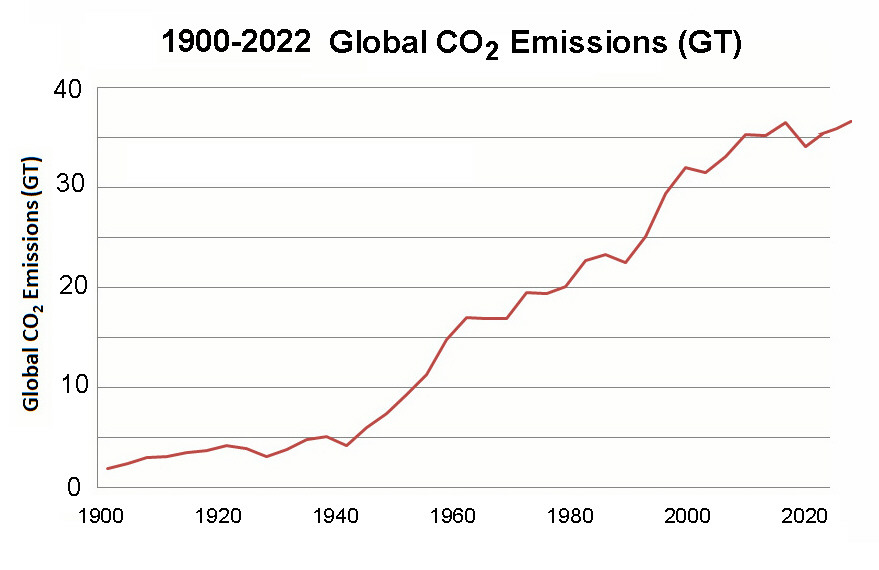 1900-2022 Global CO₂ Emissions (GT)
Global CO₂ Emissions (GT)
40
30
20
10
0
1900 1920 1940 1960 1980 2000 2020